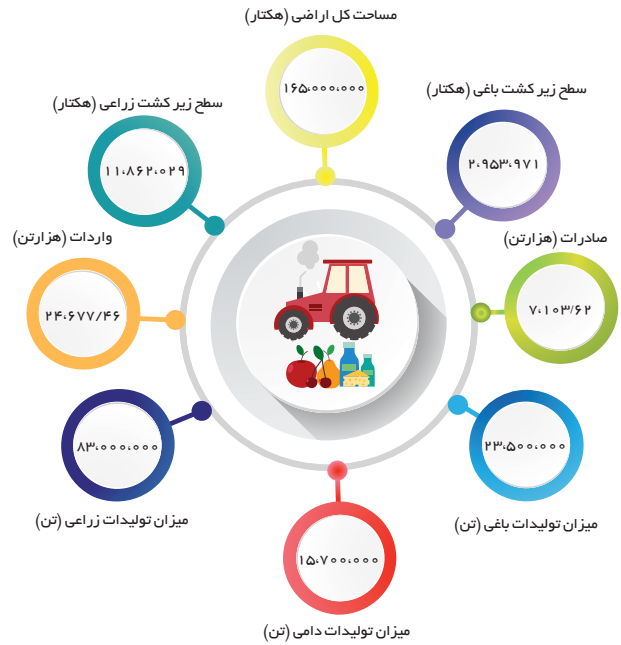 مساحت کل اراضی (هکتار)
۱۶۵،۰۰۰،۰۰۰
سطح زیر کشت باغی (هکتار)
۲،۹۵۳،۹۷۱
سطح زیر کشت زراعی (هکتار)
۱۱،۸۶۲،۰۲۹
صادرات (هزارتن)
۷،۱۰۳/۶۲
واردات (هزارتن)
۲۴،۶۷۷/۴۶
۲۳،۵۰۰،۰۰۰
میزان تولیدات باغی (تن)
۸۳،۰۰۰،۰۰۰
میزان تولیدات زراعی (تن)
۱۵،۷۰۰،۰۰۰
میزان تولیدات دامی (تن)